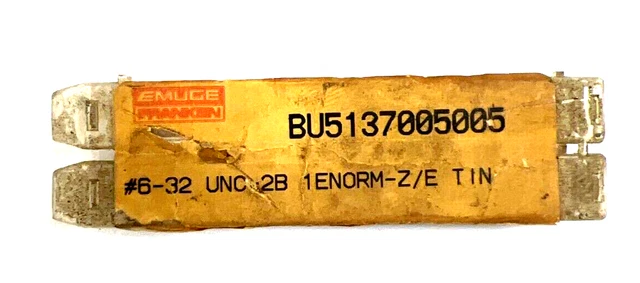 EMUGE
FRANKEN
BU5137005005
#6-32 UNC 2B 1ENORM-Z/E TIN